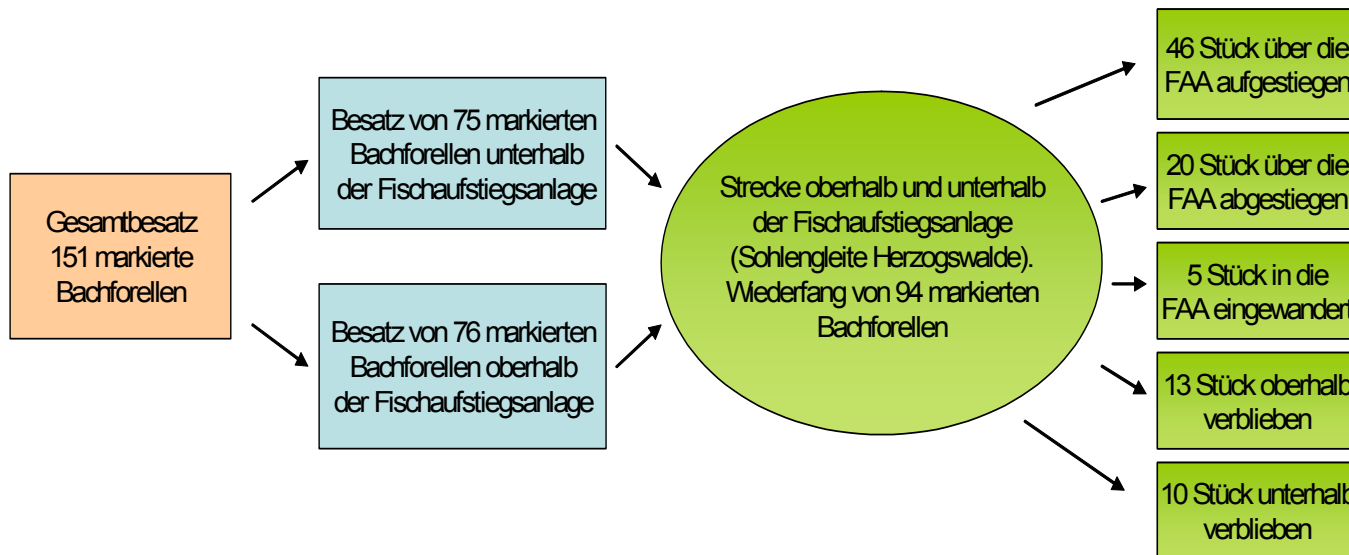 Gesamtbesatz
151 markierte
Bachforellen
Besatz von 75 markierten
Bachforellen unterhalb
der Fischaufstiegsanlage
Besatz von 76 markierten
Bachforellen oberhalb
der Fischaufstiegsanlage
Strecke oberhalb und unterhalb
der Fischaufstiegsanlage
(Sohlengleite Herzogswalde).
Wiederfang von 94 markierten
Bachforellen
46 Stück über die
FAA aufgestiegen
20 Stück über die
FAA abgestiegen
5 Stück in die
FAA eingewandert
13 Stück oberhalb
verblieben
10 Stück unterhalb
verblieben